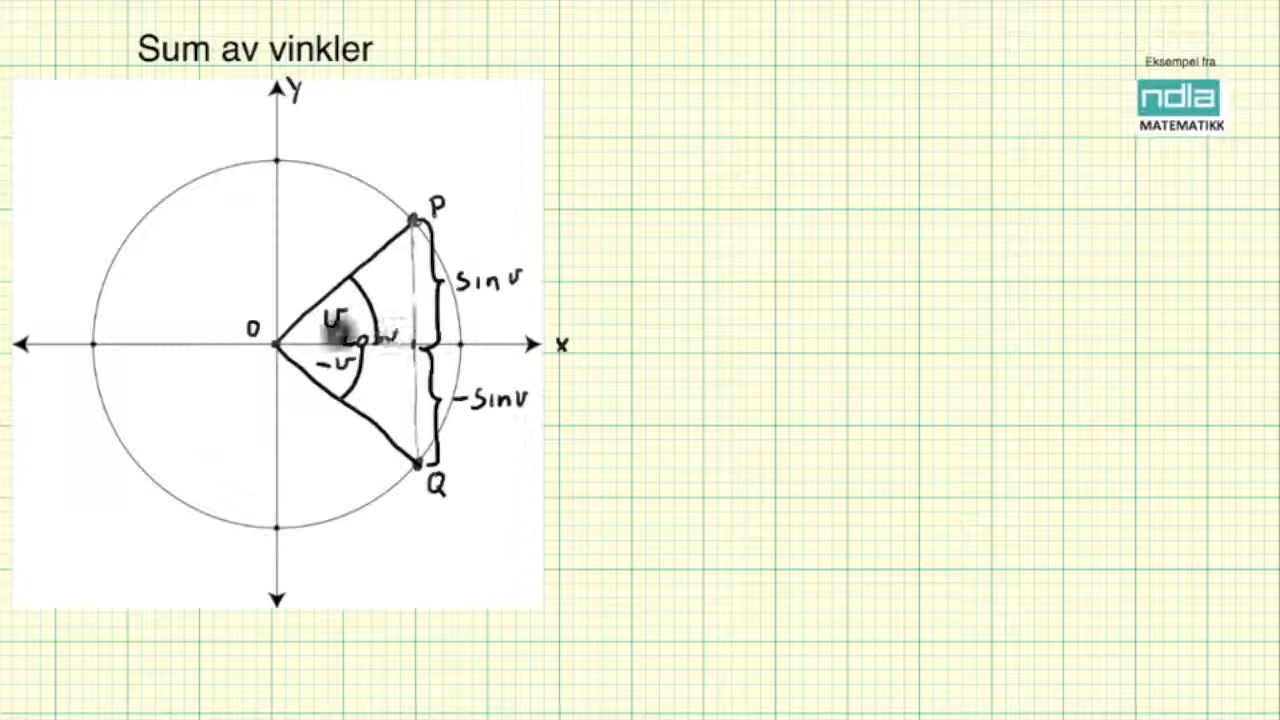 Sum av vinkler
Eksempel fra
ndla
MATEMATIKK
y
P
sin v
v
O
x
-v
-sin v
Q